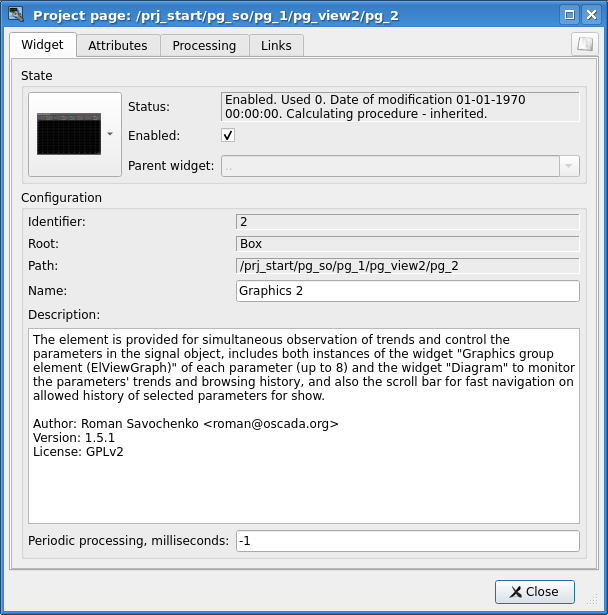 Project page: /prj_start/pg_so/pg_1/pg_view2/pg_2
Widget Attributes Processing Links
State
Status: Enabled. Used 0. Date of modification 01-01-1970
00:00:00. Calculating procedure - inherited.
Enabled:
Parent widget: ..
Configuration
Identifier: 2
Root: Box
Path: /prj_start/pg_so/pg_1/pg_view2/pg_2
Name: Graphics 2
Description:
The element is provided for simultaneous observation of trends and control the
parameters in the signal object, includes both instances of the widget "Graphics group
element (ElViewGraph)" of each parameter (up to 8) and the widget "Diagram" to monitor
the parameters' trends and browsing history, and also the scroll bar for fast navigation on
allowed history of selected parameters for show.
Author: Roman Savochenko <roman@oscada.org>
Version: 1.5.1
License: GPLv2
Periodic processing, milliseconds: -1
Close